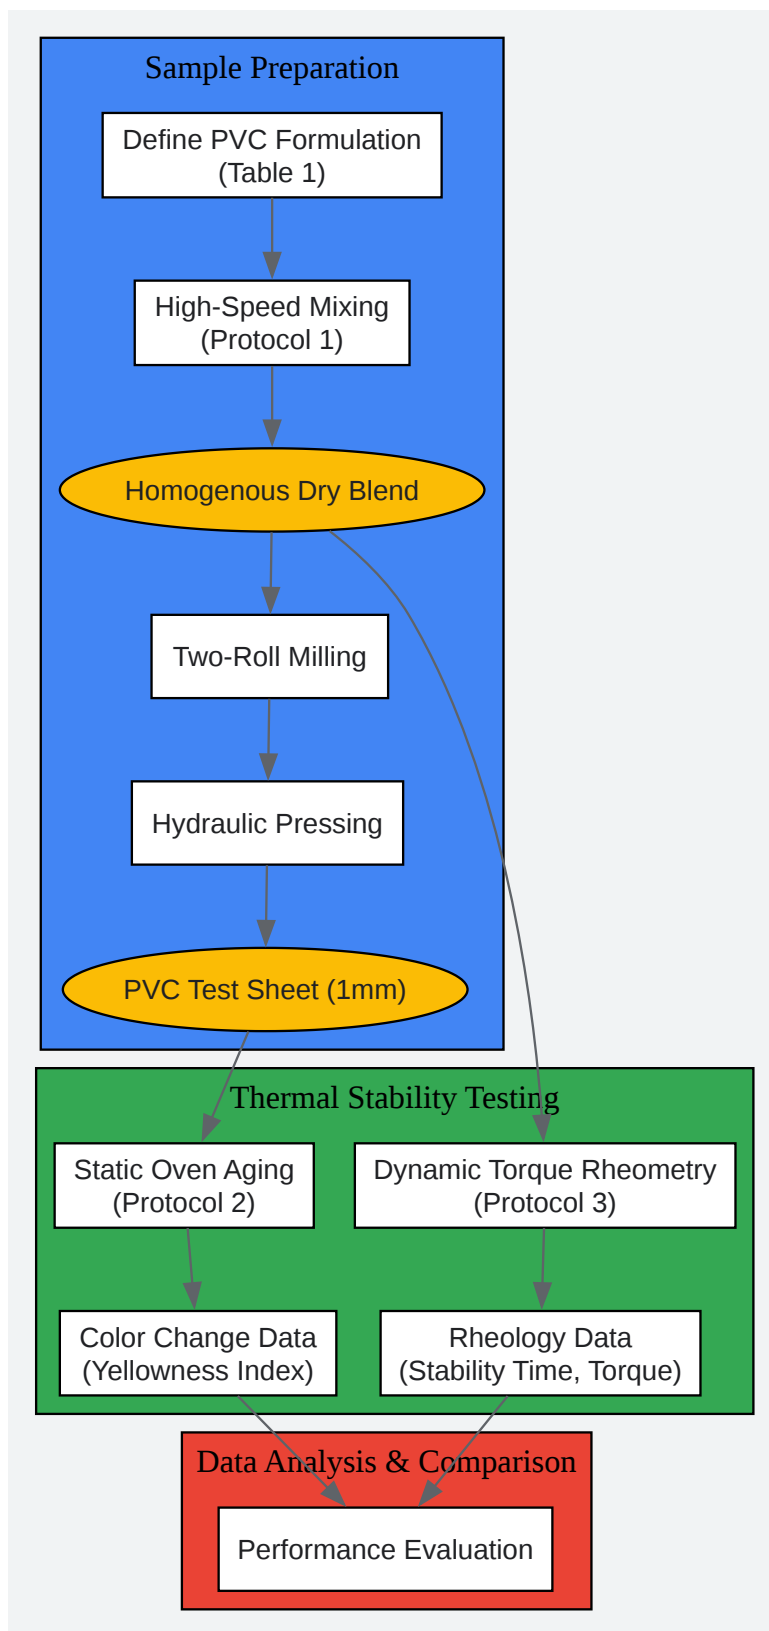 Sample Preparation
Define PVC Formulation
(Table 1)
High-Speed Mixing
(Protocol 1)
Homogenous Dry Blend
Two-Roll Milling
Hydraulic Pressing
PVC Test Sheet (1mm)
Thermal Stability Testing
Static Oven Aging
(Protocol 2)
Dynamic Torque Rheometry
(Protocol 3)
Color Change Data
(Yellowness Index)
Rheology Data
(Stability Time, Torque)
Data Analysis & Comparison
Performance Evaluation